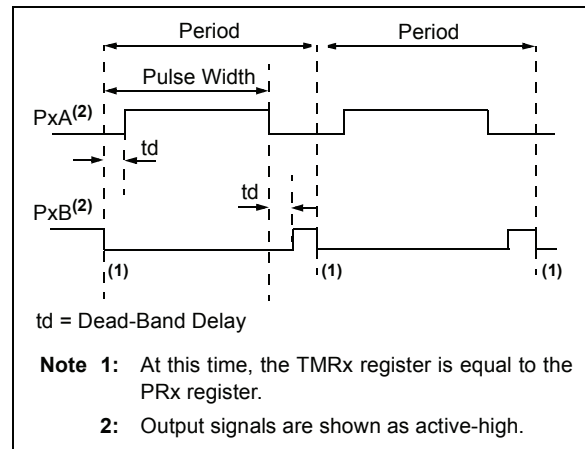 Period Period
Pulse Width
PxA(2)
td
td
PxB(2)
(1) (1) (1)
td = Dead-Band Delay
Note 1: At this time, the TMRx register is equal to the
PRx register.
2: Output signals are shown as active-high.